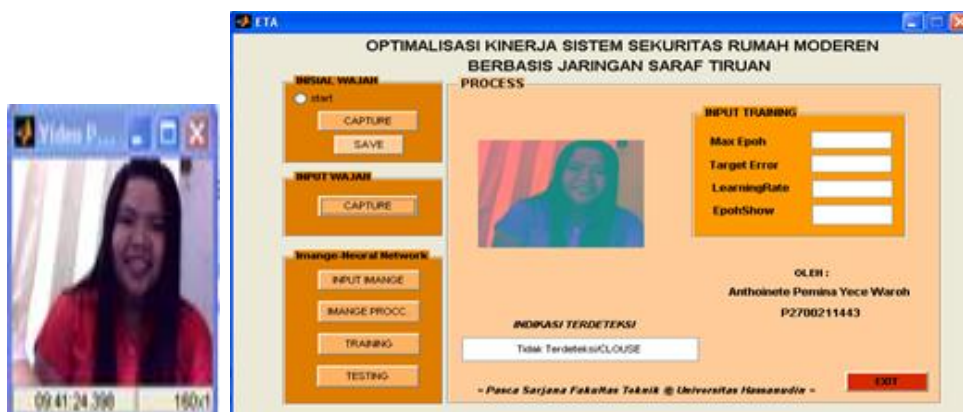 Video P...
09:41:24.390
160x1
ETA
OPTIMALISASI KINERJA SISTEM SEKURITAS RUMAH MODEREN
BERBASIS JARINGAN SARAF TIRUAN
INISIAL WAJAH
start
CAPTURE
SAVE
INPUT WAJAH
CAPTURE
Imange-Neural Network
INPUT IMANGE
IMANGE PROCC.
TRAINING
TESTING
PROCESS
INPUT TRAINING
Max Epoh
Target Error
LearningRate
EpohShow
OLEH :
Anthoinete Pemina Yece Waroh
P2700211443
INDIKASI TERDETEKSI
Tidak Terdeteksi/CLOUSE
~ Pasca Sarjana Fakultas Teknik @ Universitas Hassanudin ~
EXIT